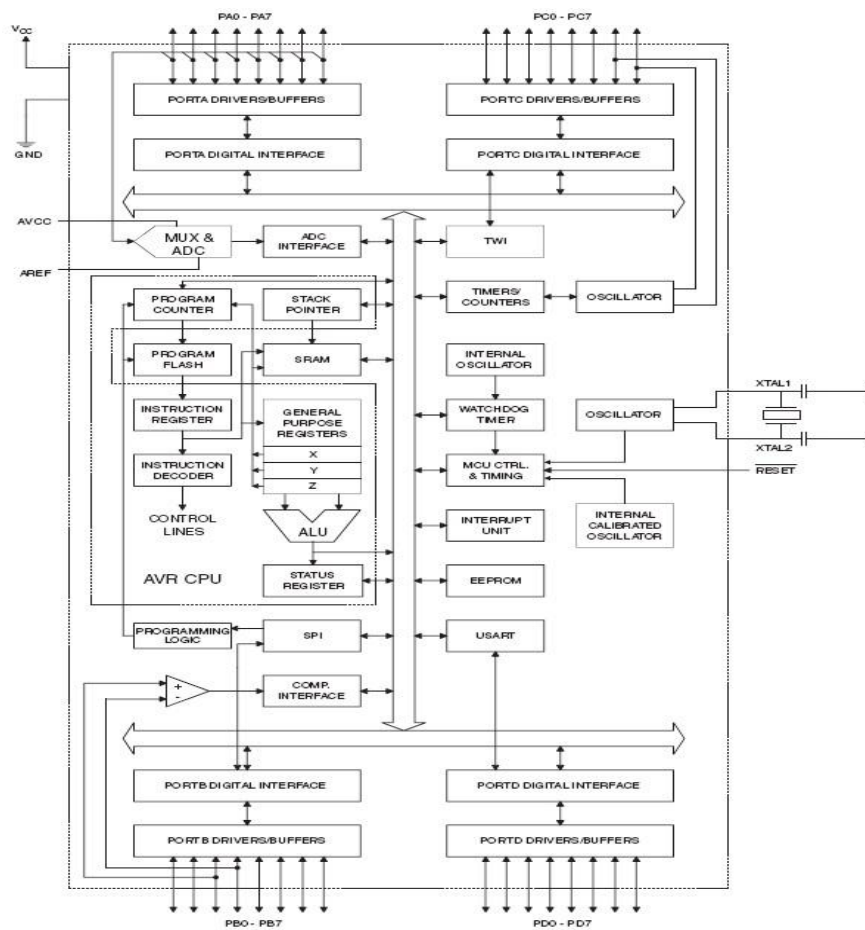 PA0 - PA7
PC0 - PC7
VCC
PORTA DRIVERS/BUFFERS
PORTC DRIVERS/BUFFERS
GND
PORTA DIGITAL INTERFACE
PORTC DIGITAL INTERFACE
AVCC
MUX &
ADC
ADC
INTERFACE
TWI
AREF
PROGRAM
COUNTER
STACK
POINTER
TIMERS/
COUNTERS
OSCILLATOR
PROGRAM
FLASH
SRAM
INTERNAL
OSCILLATOR
XTAL1
INSTRUCTION
REGISTER
GENERAL
PURPOSE
REGISTERS
WATCHDOG
TIMER
OSCILLATOR
XTAL2
X
INSTRUCTION
DECODER
Y
MCU CTRL.
& TIMING
RESET
Z
CONTROL
LINES
ALU
INTERRUPT
UNIT
INTERNAL
CALIBRATED
OSCILLATOR
AVR CPU
STATUS
REGISTER
EEPROM
PROGRAMMING
LOGIC
SPI
USART
+
-
COMP.
INTERFACE
PORTB DIGITAL INTERFACE
PORTD DIGITAL INTERFACE
PORTB DRIVERS/BUFFERS
PORTD DRIVERS/BUFFERS
PB0 - PB7
PD0 - PD7